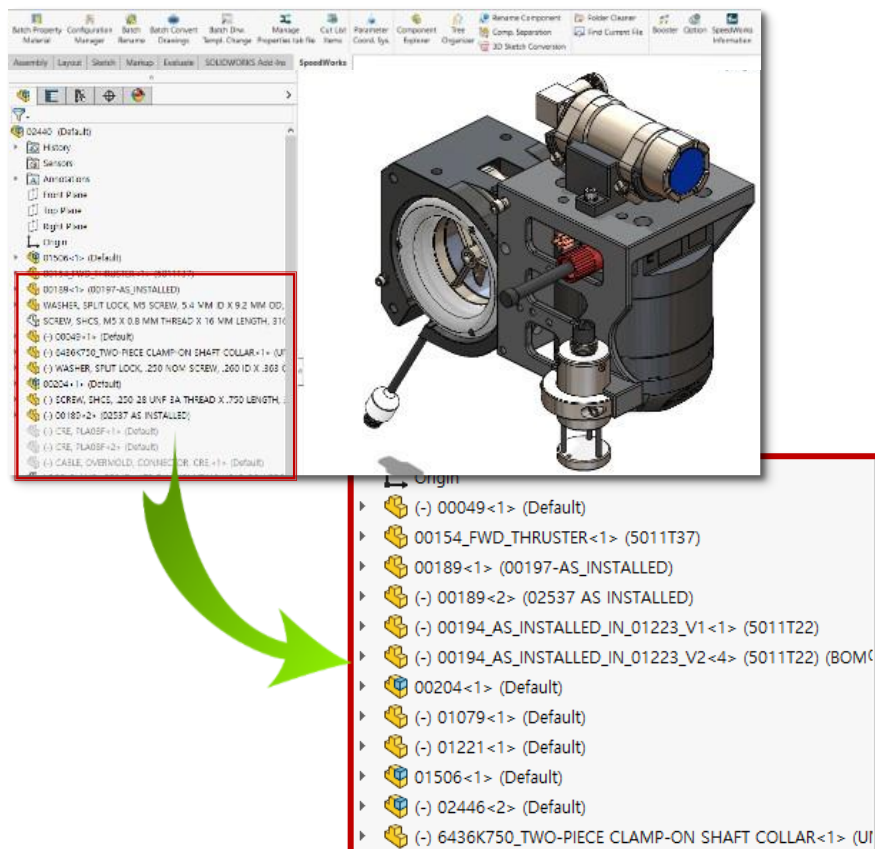 Batch Property Configuration Batch Batch Convert Batch Drw. Manage Cut List Parameter Component Tree Rename Component Folder Cleaner Booster Option SpeedWorks
Material Manager Rename Drawings Templ. Change Properties tab file Items Coord. Sys. Explorer Organizer Comp. Separation Find Current File Information
3D Sketch Conversion
Assembly Layout Sketch Markup Evaluate SOLIDWORKS Add-Ins SpeedWorks
02440 (Default)
History
Sensors
Annotations
Front Plane
Top Plane
Right Plane
Origin
01506<1> (Default)
00154_FWD_THRUSTER<1> (5011T37)
00189<1> (00197-AS_INSTALLED)
WASHER, SPLIT LOCK, M5 SCREW, 5.4 MM ID X 9.2 MM OD,
SCREW, SHCS, M5 X 0.8 MM THREAD X 16 MM LENGTH, 316
(-) 00049<1> (Default)
(-) 6436K750_TWO-PIECE CLAMP-ON SHAFT COLLAR<1> (UN
(-) WASHER, SPLIT LOCK, .250 NOM SCREW, .260 ID X .363 O
00204<1> (Default)
(-) SCREW, SHCS, .250 28 UNF 3A THREAD X .750 LENGTH,
(-) 00189<2> (02537 AS INSTALLED)
(-) CABLE, OVERMOLD, CONNECTOR, CRE<1> (Default)
Origin
(-) 00049<1> (Default)
00154_FWD_THRUSTER<1> (5011T37)
00189<1> (00197-AS_INSTALLED)
(-) 00189<2> (02537 AS INSTALLED)
(-) 00194_AS_INSTALLED_IN_01223_V1<1> (5011T22)
(-) 00194_AS_INSTALLED_IN_01223_V2<4> (5011T22) (BOM
00204<1> (Default)
(-) 01079<1> (Default)
(-) 01221<1> (Default)
01506<1> (Default)
(-) 02446<2> (Default)
(-) 6436K750_TWO-PIECE CLAMP-ON SHAFT COLLAR<1> (UN